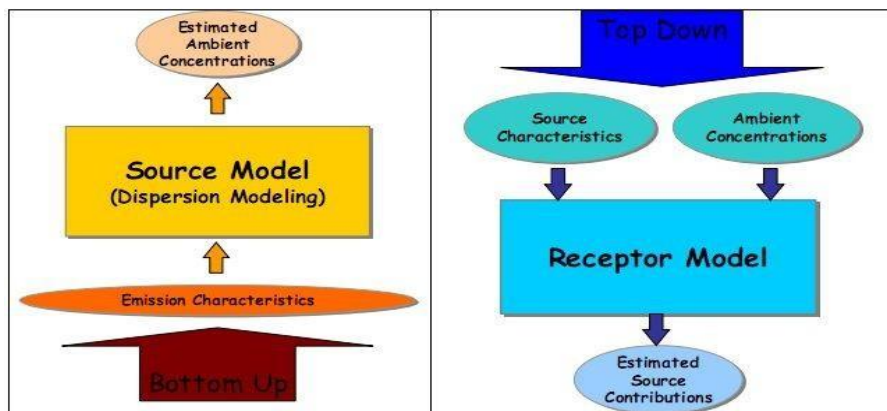 Estimated
Ambient
Concentrations
Source Model
(Dispersion Modeling)
Emission Characteristics
Bottom Up
Top Down
Source
Characteristics
Ambient
Concentrations
Receptor Model
Estimated
Source
Contributions